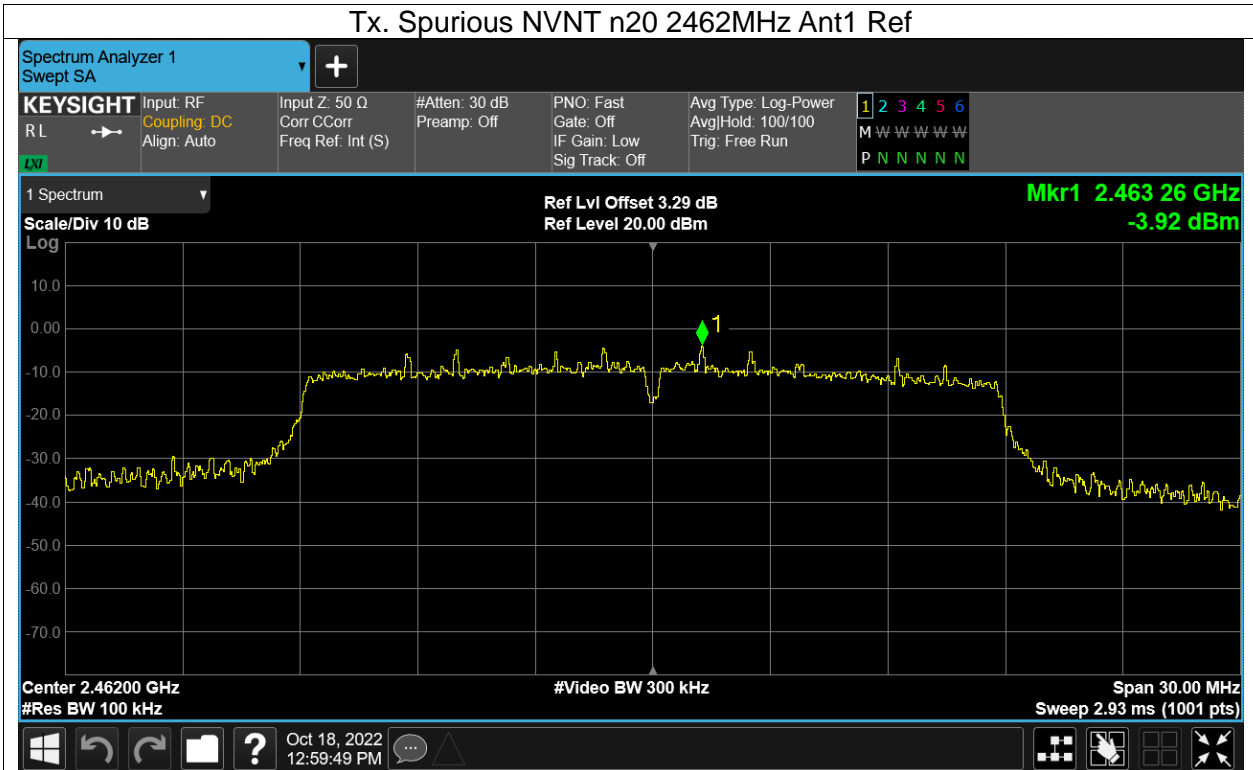 Tx. Spurious NVNT n20 2462MHz Ant1 Ref
Spectrum Analyzer 1
Swept SA
KEYSIGHT
R L
LXI
Input: RF
Coupling: DC
Align: Auto
Input Z: 50 Ω
Corr CCorr
Freq Ref: Int (S)
#Atten: 30 dB
Preamp: Off
PNO: Fast
Gate: Off
IF Gain: Low
Sig Track: Off
Avg Type: Log-Power
Avg|Hold: 100/100
Trig: Free Run
1 2 3 4 5 6
M W W W W W
P N N N N N
1 Spectrum
Scale/Div 10 dB
Log
Ref Lvl Offset 3.29 dB
Ref Level 20.00 dBm
Mkr1 2.463 26 GHz
-3.92 dBm
10.0
0.00
-10.0
-20.0
-30.0
-40.0
-50.0
-60.0
-70.0
1
Center 2.46200 GHz
#Res BW 100 kHz
#Video BW 300 kHz
Span 30.00 MHz
Sweep 2.93 ms (1001 pts)
?
Oct 18, 2022
12:59:49 PM